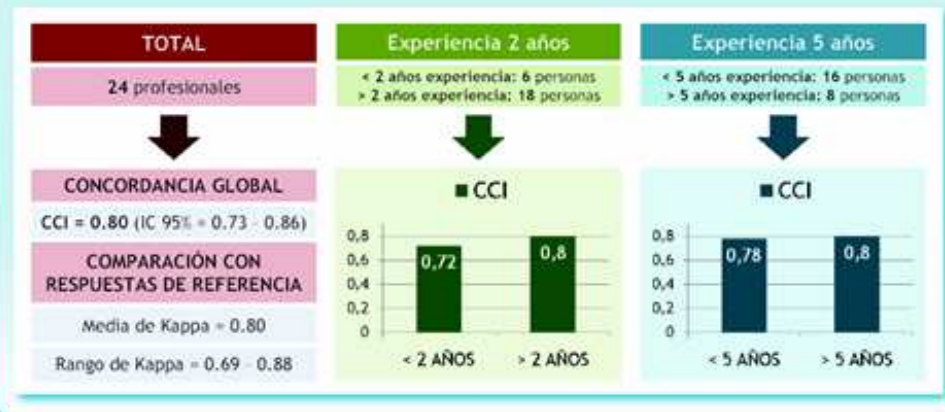 TOTAL
24 profesionales
CONCORDANCIA GLOBAL
CCI = 0.80 (IC 95% = 0.73 - 0.86)
COMPARACIÓN CON
RESPUESTAS DE REFERENCIA
Media de Kappa = 0.80
Rango de Kappa = 0.69 - 0.88
Experiencia 2 años
< 2 años experiencia: 6 personas
> 2 años experiencia: 18 personas
■ CCI
0,8
0,6
0,4
0,2
0
0,72
0,8
< 2 AÑOS
> 2 AÑOS
Experiencia 5 años
< 5 años experiencia: 16 personas
> 5 años experiencia: 8 personas
■ CCI
0,8
0,6
0,4
0,2
0
0,78
0,8
< 5 AÑOS
> 5 AÑOS